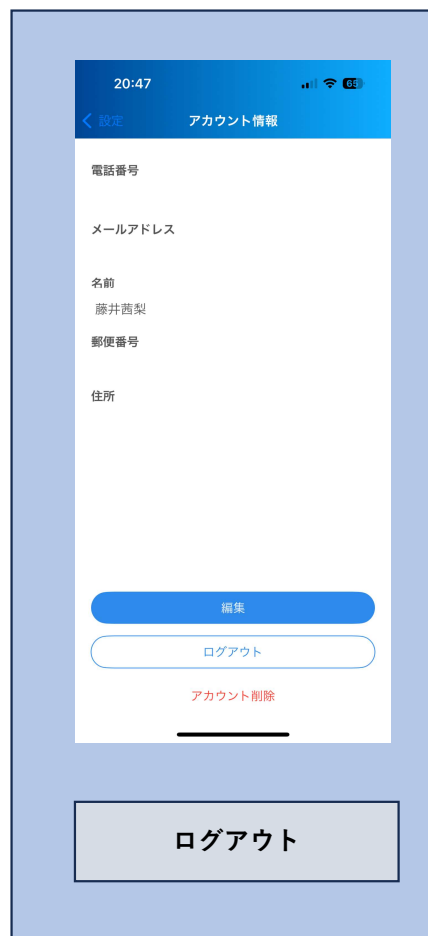 20:47
65
設定
アカウント情報
電話番号
メールアドレス
名前
藤井茜梨
郵便番号
住所
編集
ログアウト
アカウント削除
ログアウト